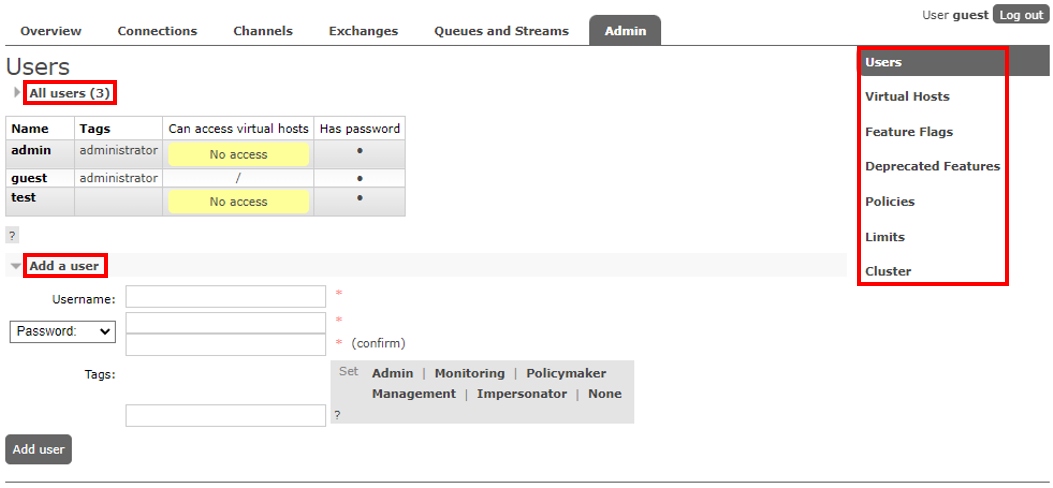 User guest Log out
Overview Connections Channels Exchanges Queues and Streams Admin
Users
All users (3)
Name Tags Can access virtual hosts Has password
admin administrator No access •
guest administrator / •
test No access •
?
Add a user
Username: *
Password: *
* (confirm)
Tags: Set Admin | Monitoring | Policymaker
Management | Impersonator | None
?
Add user
Users
Virtual Hosts
Feature Flags
Deprecated Features
Policies
Limits
Cluster